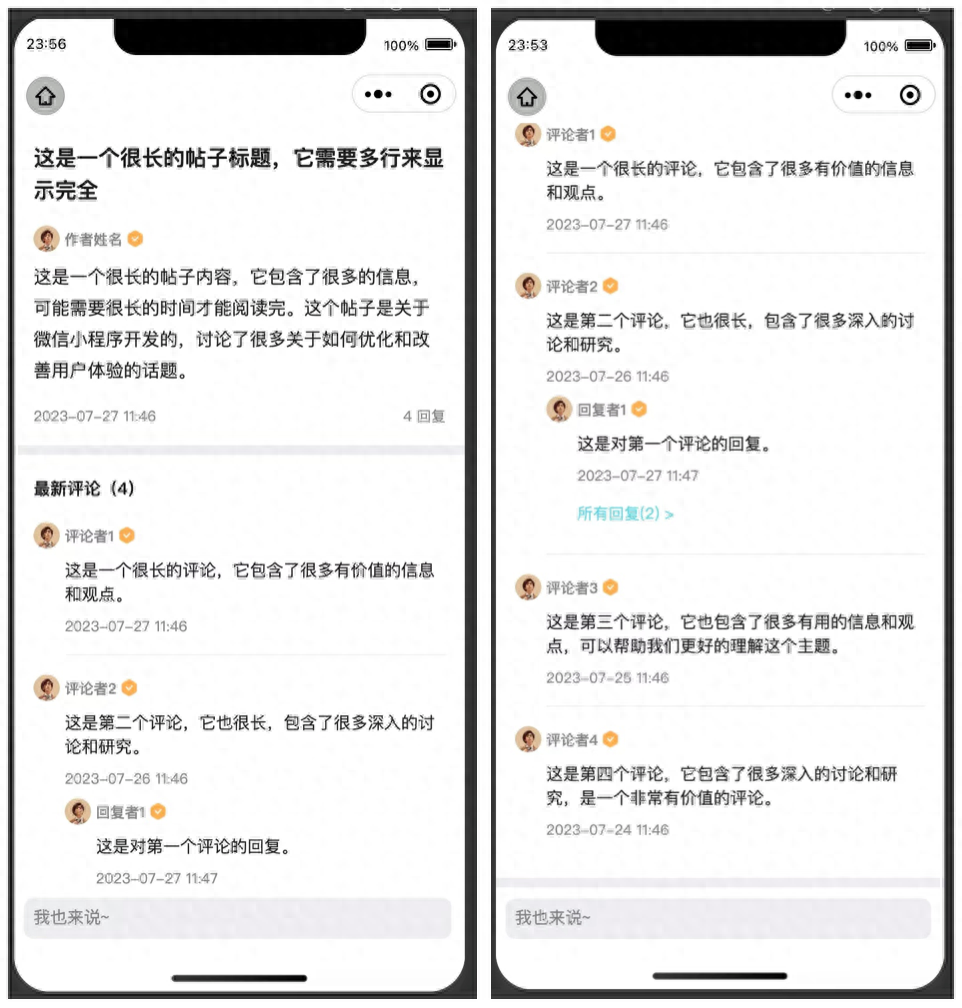 23:56
100%
这是一个很长的帖子标题，它需要多行来显
示完全
作者姓名
这是一个很长的帖子内容，它包含了很多的信息，
可能需要很长的时间才能阅读完。这个帖子是关于
微信小程序开发的，讨论了很多关于如何优化和改
善用户体验的话题。
2023-07-27 11:46
4 回复
最新评论（4）
评论者1
这是一个很长的评论，它包含了很多有价值的信息
和观点。
2023-07-27 11:46
评论者2
这是第二个评论，它也很长，包含了很多深入的讨
论和研究。
2023-07-26 11:46
回复者1
这是对第一个评论的回复。
2023-07-27 11:47
我也来说~
23:53
100%
评论者1
这是一个很长的评论，它包含了很多有价值的信息
和观点。
2023-07-27 11:46
评论者2
这是第二个评论，它也很长，包含了很多深入的讨
论和研究。
2023-07-26 11:46
回复者1
这是对第一个评论的回复。
2023-07-27 11:47
所有回复(2) >
评论者3
这是第三个评论，它也包含了很多有用的信息和观
点，可以帮助我们更好的理解这个主题。
2023-07-25 11:46
评论者4
这是第四个评论，它包含了很多深入的讨论和研
究，是一个非常有价值的评论。
2023-07-24 11:46
我也来说~